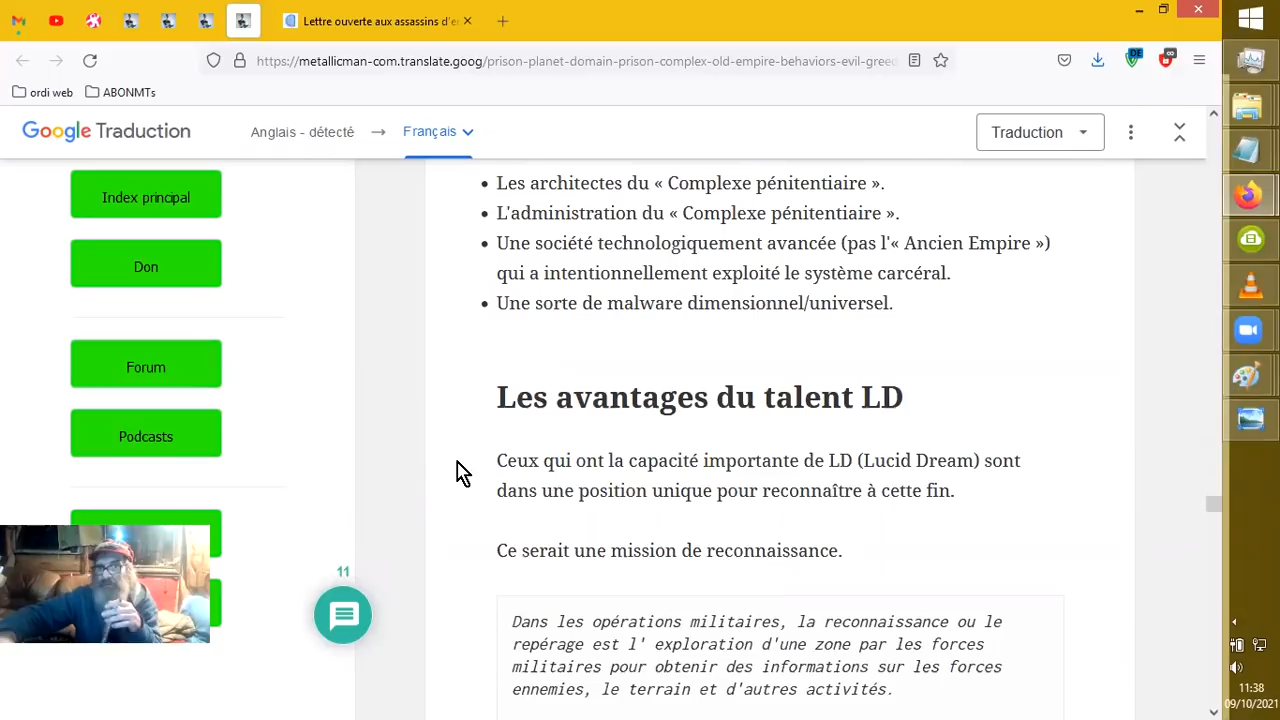 Lettre ouverte aux assassins d'e
https://metallicman-com.translate.goog/prison-planet-domain-prison-complex-old-empire-behaviors-evil-greed
DE
∞
ordi web
ABONMTs
Google Traduction
Anglais - détecté
Français
Traduction
Index principal
Don
Forum
Podcasts
11
Les architectes du « Complexe pénitentiaire ».
L'administration du « Complexe pénitentiaire ».
Une société technologiquement avancée (pas l'« Ancien Empire »)
qui a intentionnellement exploité le système carcéral.
Une sorte de malware dimensionnel/universel.
Les avantages du talent LD
Ceux qui ont la capacité importante de LD (Lucid Dream) sont
dans une position unique pour reconnaître à cette fin.
Ce serait une mission de reconnaissance.
Dans les opérations militaires, la reconnaissance ou le
repérage est l' exploration d'une zone par les forces
militaires pour obtenir des informations sur les forces
ennemies, le terrain et d'autres activités.
11:38
09/10/2021